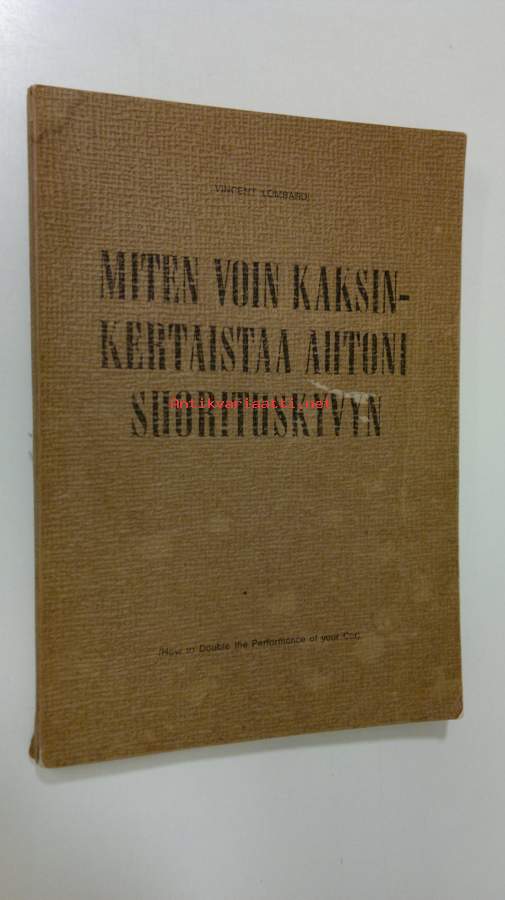 VINCENT LOMBARDI
MITEN VOIN KAKSIN-
KERTAISTAA AUTONI
Antikvariaatti.net
SUORITUSKYVYN
(How to Double the Performance of your Car)